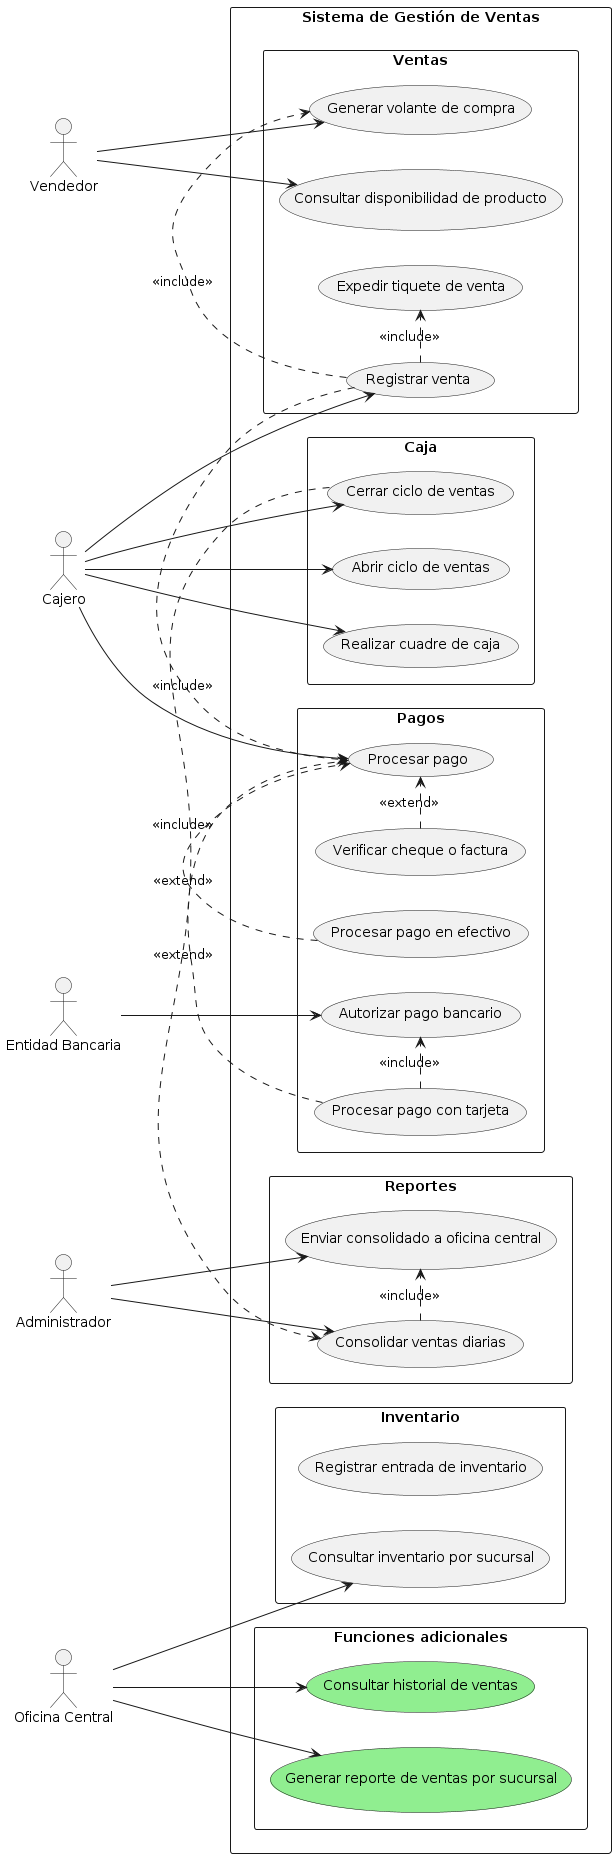 Sistema de Gestión de Ventas
Ventas
Generar volante de compra
Vendedor
Consultar disponibilidad de producto
«include»
Expedir tiquete de venta
«include»
Registrar venta
Caja
Cerrar ciclo de ventas
Cajero
Abrir ciclo de ventas
Realizar cuadre de caja
«include»
Pagos
Procesar pago
«extend»
«include»
Verificar cheque o factura
«extend»
Procesar pago en efectivo
«extend»
Entidad Bancaria
Autorizar pago bancario
«include»
Procesar pago con tarjeta
Reportes
Enviar consolidado a oficina central
«include»
Administrador
Consolidar ventas diarias
Inventario
Registrar entrada de inventario
Consultar inventario por sucursal
Funciones adicionales
Consultar historial de ventas
Oficina Central
Generar reporte de ventas por sucursal